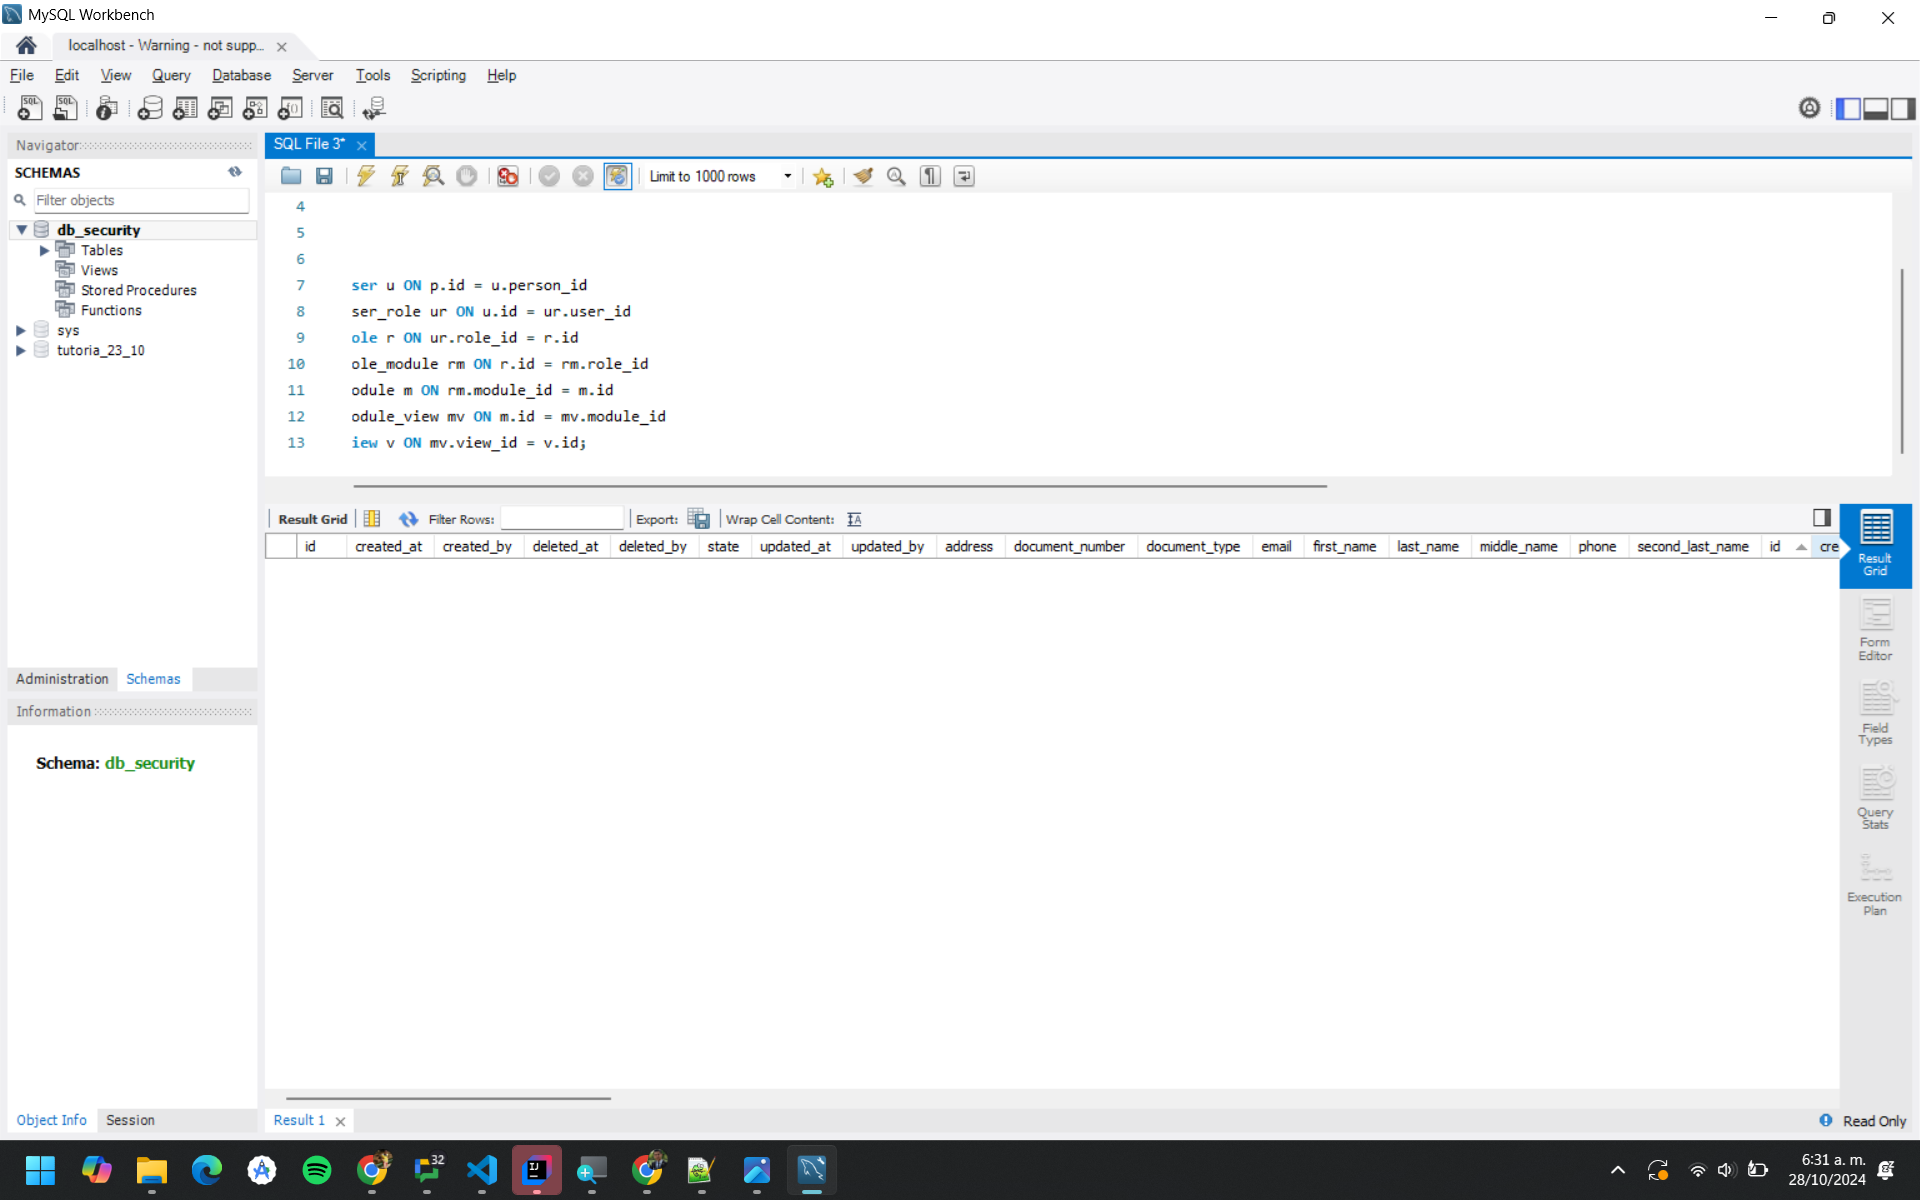 MySQL Workbench
localhost - Warning - not supp...
File Edit View Query Database Server Tools Scripting Help
Navigator
SCHEMAS
Filter objects
db_security
Tables
Views
Stored Procedures
Functions
sys
tutoria_23_10
Administration Schemas
Information
Schema: db_security
Object Info Session
SQL File 3*
Limit to 1000 rows
4
5
6
7 ser u ON p.id = u.person_id
8 ser_role ur ON u.id = ur.user_id
9 ole r ON ur.role_id = r.id
10 ole_module rm ON r.id = rm.role_id
11 odule m ON rm.module_id = m.id
12 odule_view mv ON m.id = mv.module_id
13 iew v ON mv.view_id = v.id;
Result Grid Filter Rows: Export: Wrap Cell Content:
id created_at created_by deleted_at deleted_by state updated_at updated_by address document_number document_type email first_name last_name middle_name phone second_last_name id cre
Result
Grid
Form
Editor
Field
Types
Query
Stats
Execution
Plan
Result 1
Read Only
32
6:31 a. m.
28/10/2024